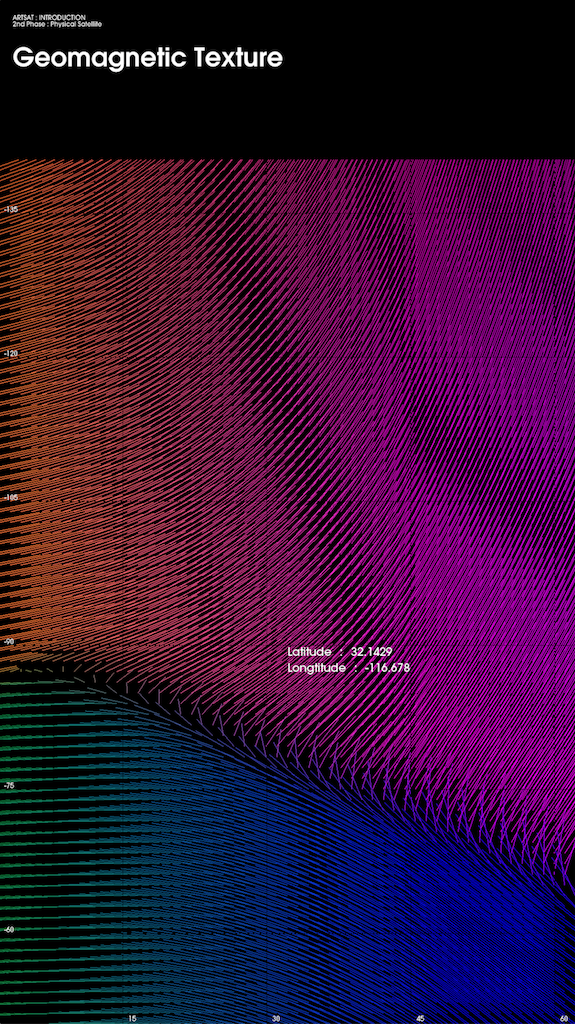 ARTSAT : INTRODUCTION
2nd Phase : Physical Satellite
Geomagnetic Texture
-135
-120
-105
-90
Latitude : 32.1429
Longtitude : -116.678
-75
-60
15 30 45 60